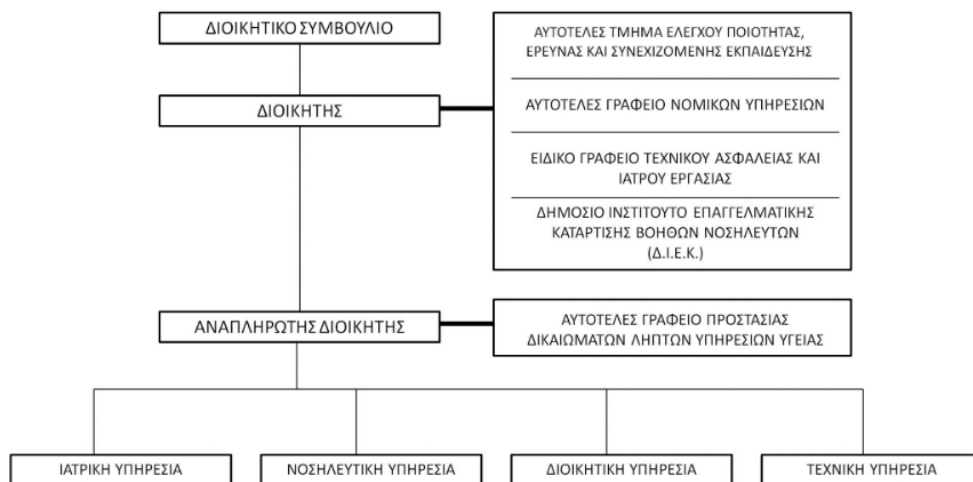 ΔΙΟΙΚΗΤΙΚΟ ΣΥΜΒΟΥΛΙΟ
ΔΙΟΙΚΗΤΗΣ
ΑΥΤΟΤΕΛΕΣ ΤΜΗΜΑ ΕΛΕΓΧΟΥ ΠΟΙΟΤΗΤΑΣ,
ΕΡΕΥΝΑΣ ΚΑΙ ΣΥΝΕΧΙΖΟΜΕΝΗΣ ΕΚΠΑΙΔΕΥΣΗΣ
ΑΥΤΟΤΕΛΕΣ ΓΡΑΦΕΙΟ ΝΟΜΙΚΩΝ ΥΠΗΡΕΣΙΩΝ
ΕΙΔΙΚΟ ΓΡΑΦΕΙΟ ΤΕΧΝΙΚΟΥ ΑΣΦΑΛΕΙΑΣ ΚΑΙ
ΙΑΤΡΟΥ ΕΡΓΑΣΙΑΣ
ΔΗΜΟΣΙΟ ΙΝΣΤΙΤΟΥΤΟ ΕΠΑΓΓΕΛΜΑΤΙΚΗΣ
ΚΑΤΑΡΤΙΣΗΣ ΒΟΗΘΩΝ ΝΟΣΗΛΕΥΤΩΝ
(Δ.Ι.Ε.Κ.)
ΑΝΑΠΛΗΡΩΤΗΣ ΔΙΟΙΚΗΤΗΣ
ΑΥΤΟΤΕΛΕΣ ΓΡΑΦΕΙΟ ΠΡΟΣΤΑΣΙΑΣ
ΔΙΚΑΙΩΜΑΤΩΝ ΛΗΠΤΩΝ ΥΠΗΡΕΣΙΩΝ ΥΓΕΙΑΣ
ΙΑΤΡΙΚΗ ΥΠΗΡΕΣΙΑ
ΝΟΣΗΛΕΥΤΙΚΗ ΥΠΗΡΕΣΙΑ
ΔΙΟΙΚΗΤΙΚΗ ΥΠΗΡΕΣΙΑ
ΤΕΧΝΙΚΗ ΥΠΗΡΕΣΙΑ